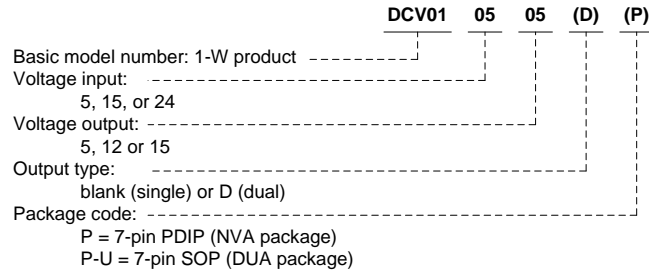 DCV01 05 05 (D) (P)
Basic model number: 1-W product
Voltage input:
5, 15, or 24
Voltage output:
5, 12 or 15
Output type:
blank (single) or D (dual)
Package code:
P = 7-pin PDIP (NVA package)
P-U = 7-pin SOP (DUA package)